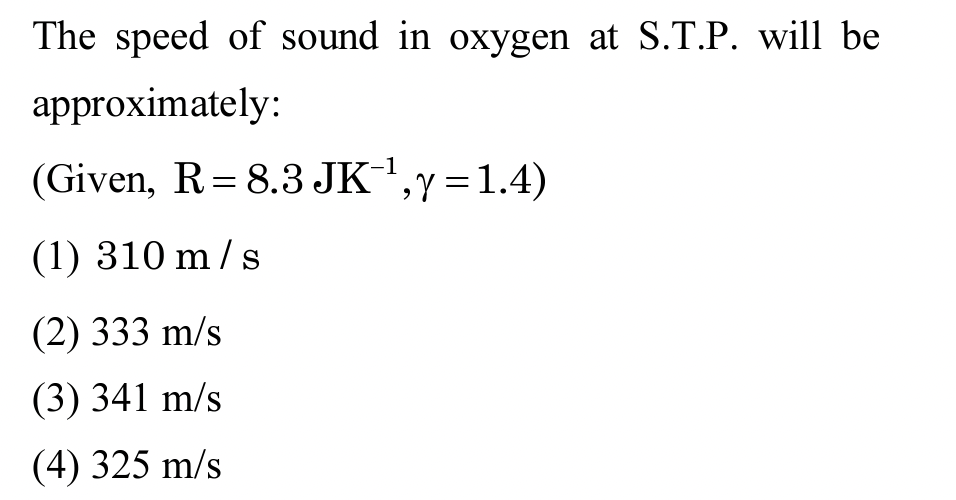 The speed of sound in oxygen at S.T.P. will be
approximately:
(Given, R = 8.3 JK⁻¹, γ = 1.4)
(1) 310 m / s
(2) 333 m/s
(3) 341 m/s
(4) 325 m/s